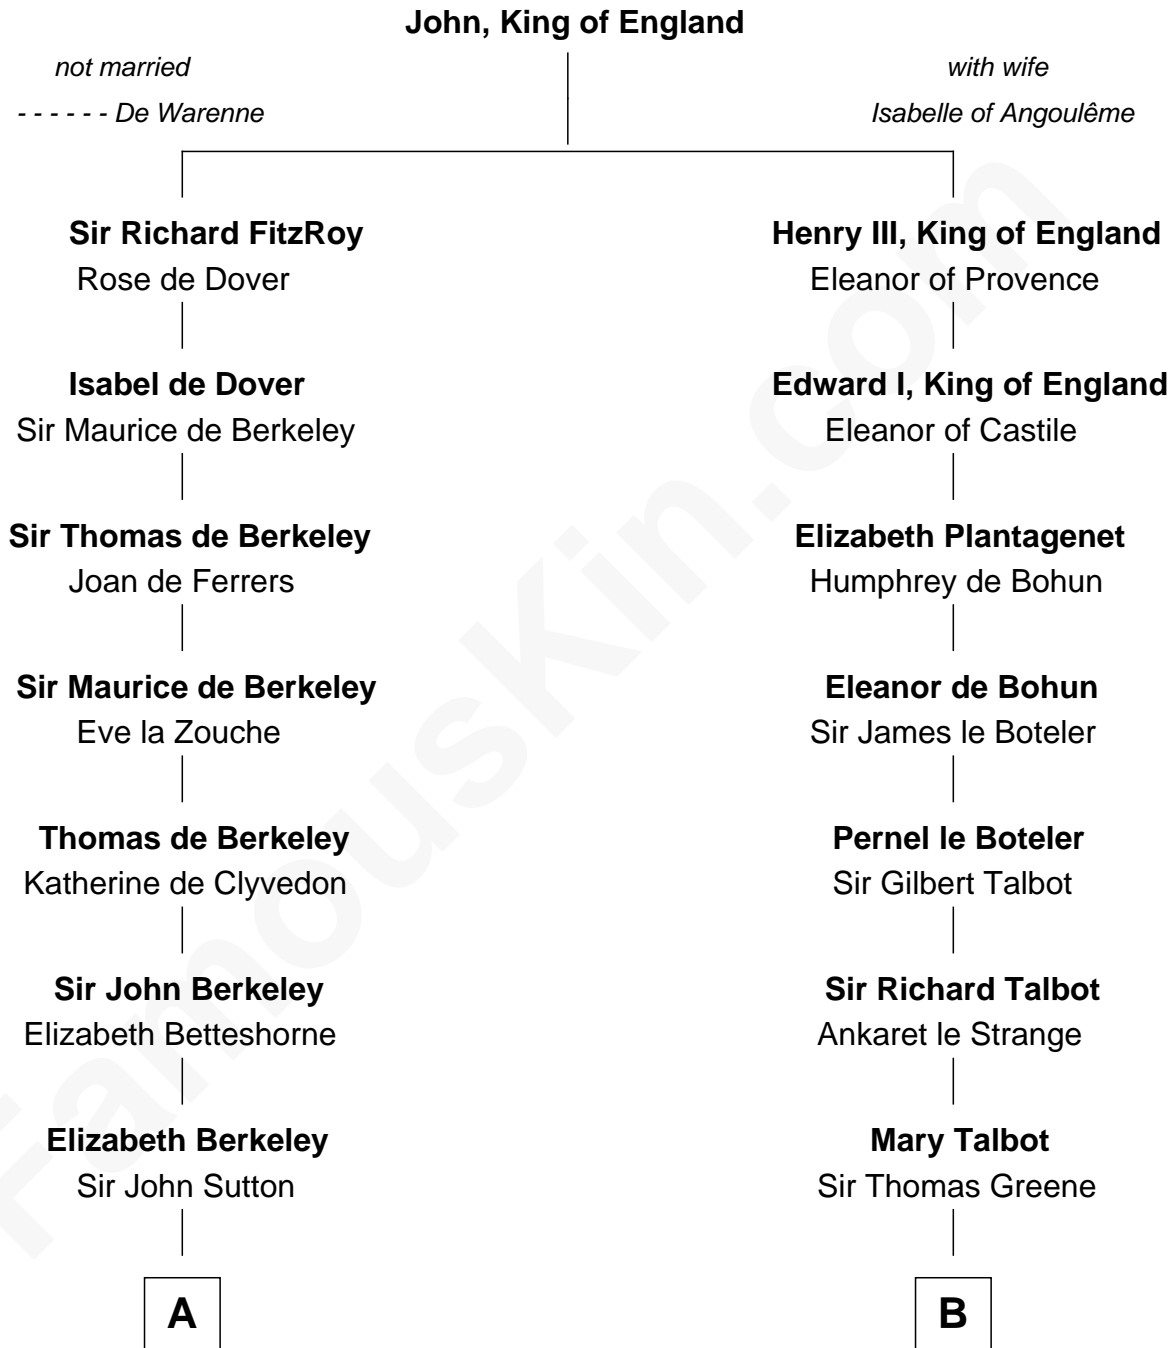 John, King of England
not married
with wife
- - - - - - De Warenne
Isabelle of Angoulême
Sir Richard FitzRoy
Henry III, King of England
Rose de Dover
Eleanor of Provence
Isabel de Dover
Edward I, King of England
Sir Maurice de Berkeley
Eleanor of Castile
Sir Thomas de Berkeley
Elizabeth Plantagenet
Joan de Ferrers
Humphrey de Bohun
Sir Maurice de Berkeley
Eleanor de Bohun
Eve la Zouche
Sir James le Boteler
Thomas de Berkeley
Pernel le Boteler
Katherine de Clyvedon
Sir Gilbert Talbot
Sir John Berkeley
Sir Richard Talbot
Elizabeth Betteshorne
Ankaret le Strange
Elizabeth Berkeley
Mary Talbot
Sir John Sutton
Sir Thomas Greene
A
B
FamousKin.com